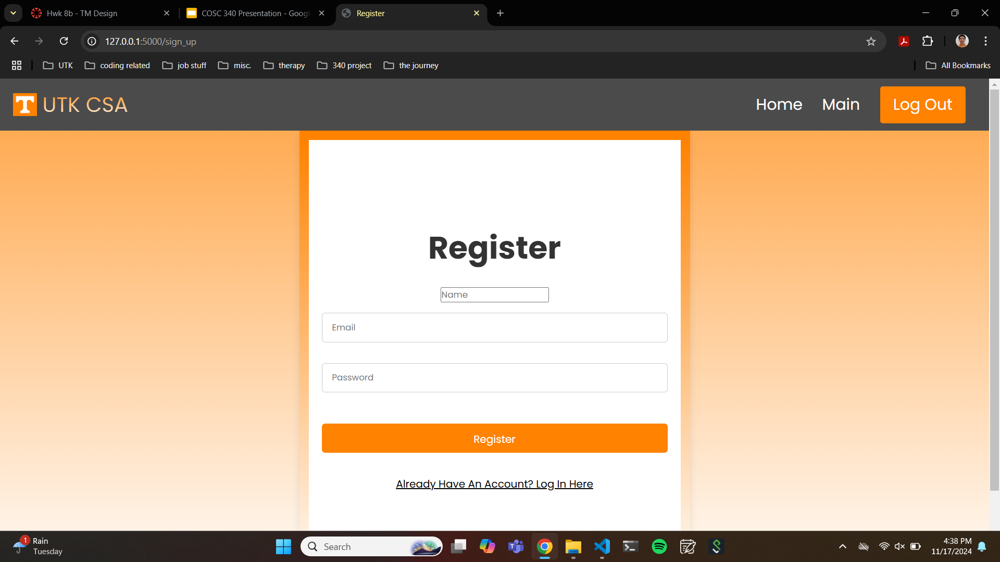 Hwk 8b - TM Design
COSC 340 Presentation - Googl
Register
127.0.0.1:5000/sign_up
UTK
coding related
job stuff
misc.
therapy
340 project
the journey
All Bookmarks
T UTK CSA
Home
Main
Log Out
Register
Name
Email
Password
Register
Already Have An Account? Log In Here
1
Rain
Tuesday
Search
4:38 PM
11/17/2024